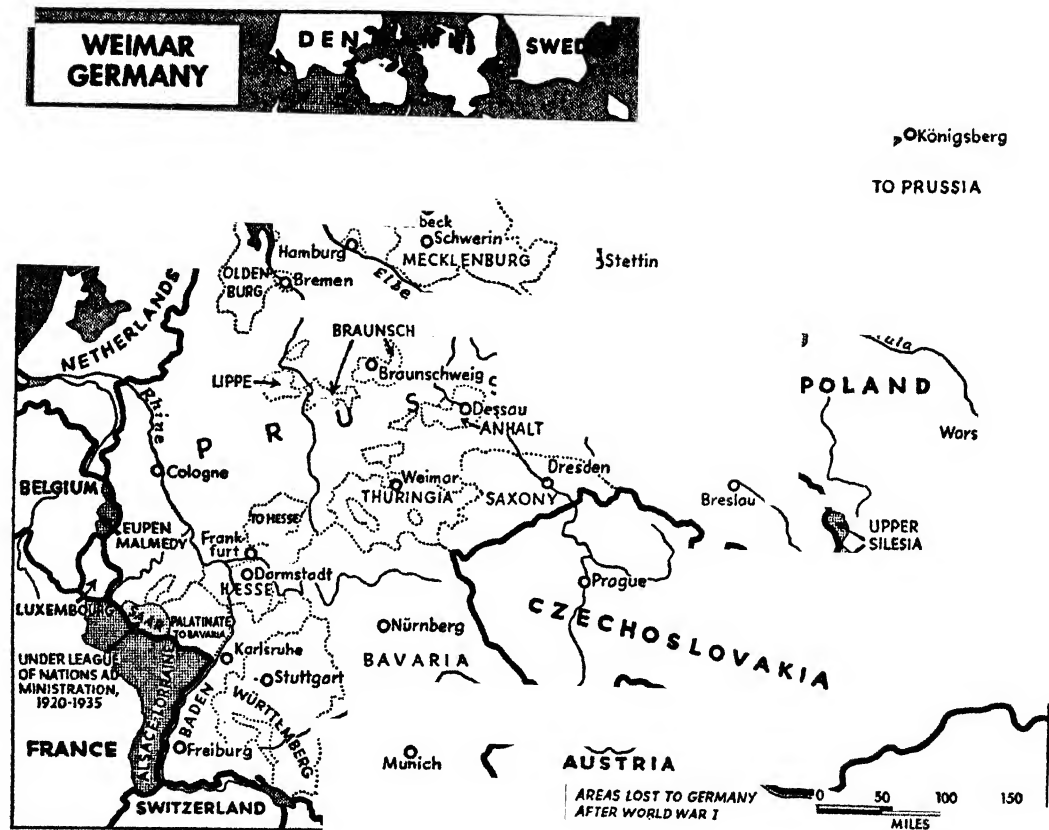 WEIMAR
GERMANY
DEN
SWED
Königsberg
TO PRUSSIA
beck
Schwerin
Hamburg
MECKLENBURG
Stettin
OLDEN
BURG
Bremen
Elbe
NETHERLANDS
BRAUNSCH
Braunschweig
LIPPE
ula
POLAND
Wars
Rhine
PRUS
Dessau
ANHALT
Cologne
Weimar
THURINGIA
Dresden
SAXONY
Breslau
BELGIUM
EUPEN
MALMEDY
TO HESSE
UPPER
SILESIA
Frank
furt
Darmstadt
HESSE
Prague
LUXEMBOURG
SAAR
PALATINATE
TO BAVARIA
Nürnberg
CZECHOSLOVAKIA
BAVARIA
UNDER LEAGUE
OF NATIONS AD
MINISTRATION,
1920-1935
Karlsruhe
Stuttgart
ALSACE-LORRAINE
BADEN
WÜRTTEMBERG
FRANCE
Freiburg
Munich
AUSTRIA
SWITZERLAND
AREAS LOST TO GERMANY
AFTER WORLD WAR I
0 50 100 150
MILES